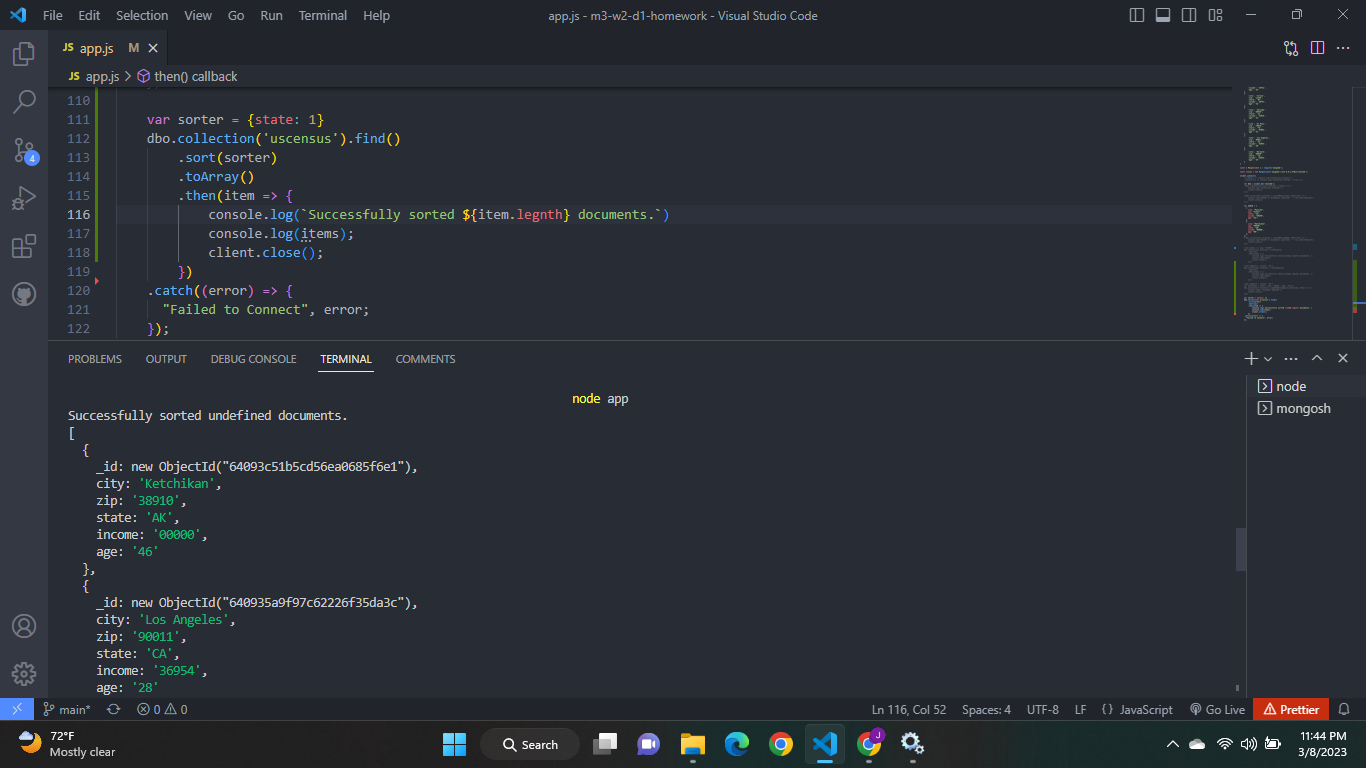 File Edit Selection View Go Run Terminal Help app.js - m3-w2-d1-homework - Visual Studio Code
JS app.js M
JS app.js > then() callback
110
111 var sorter = {state: 1}
112 dbo.collection('uscensus').find()
113 .sort(sorter)
114 .toArray()
115 .then(item => {
116 console.log(`Successfully sorted ${item.legnth} documents.`)
117 console.log(items);
118 client.close();
119 })
120 .catch((error) => {
121 "Failed to Connect", error;
122 });
PROBLEMS OUTPUT DEBUG CONSOLE TERMINAL COMMENTS
node app
Successfully sorted undefined documents.
[
{
_id: new ObjectId("64093c51b5cd56ea0685f6e1"),
city: 'Ketchikan',
zip: '38910',
state: 'AK',
income: '00000',
age: '46'
},
{
_id: new ObjectId("640935a9f97c62226f35da3c"),
city: 'Los Angeles',
zip: '90011',
state: 'CA',
income: '36954',
age: '28'
node
mongosh
4
main* 0 0 Ln 116, Col 52 Spaces: 4 UTF-8 LF {} JavaScript Go Live Prettier
72°F
Mostly clear
Search
J
11:44 PM
3/8/2023